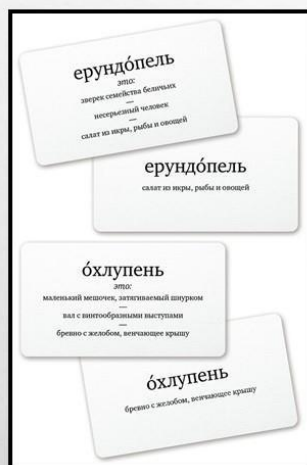 ерундо́пель
это:
зверек семейства беличьих
—
несерьезный человек
—
салат из икры, рыбы и овощей
ерундо́пель
салат из икры, рыбы и овощей
о́хлупень
это:
маленький мешочек, затягиваемый шнурком
—
вал с винтообразными выступами
—
бревно с желобом, венчающее крышу
о́хлупень
бревно с желобом, венчающее крышу